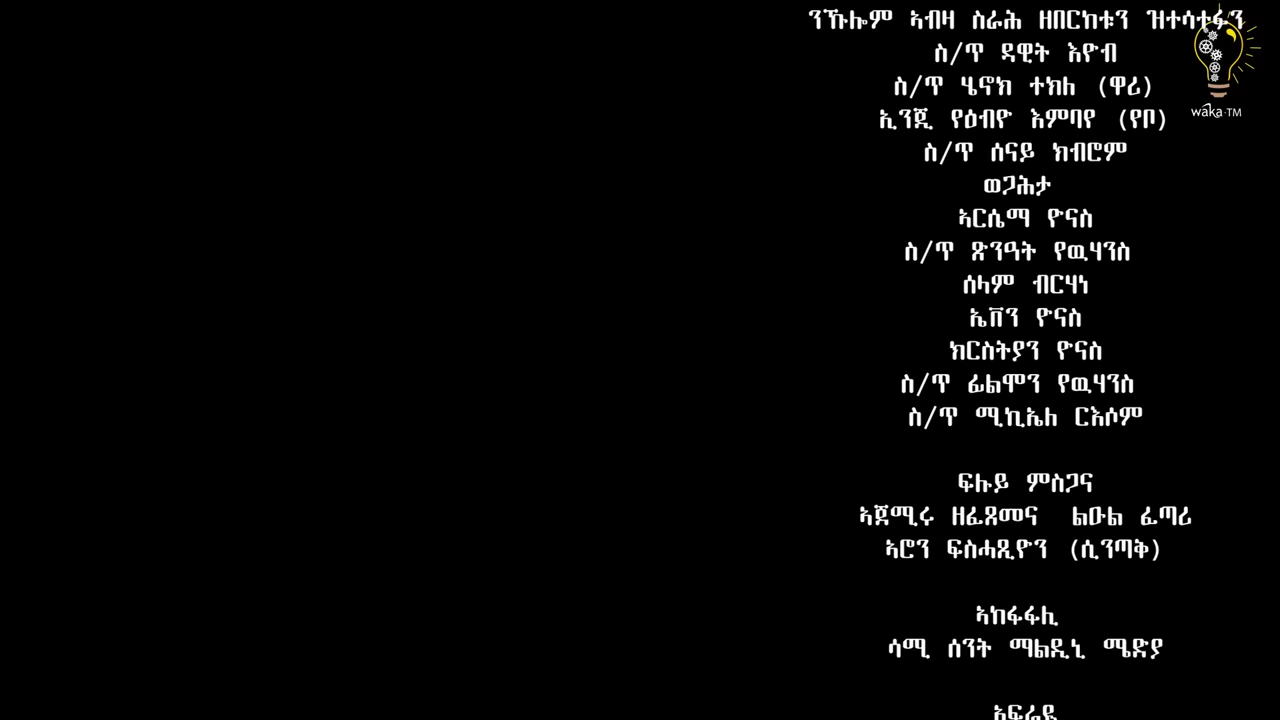 ንኹሎም ኣብዛ ስራሕ ዘበርከቱን ዝተሳተፉን
ስ/ጥ ዳዊት እዮብ
ስ/ጥ ሄኖክ ተክለ (ዋሪ)
ኢንጂ የዕብዮ እምባየ (የቦ)
ስ/ጥ ሰናይ ክብሮም
ወጋሕታ
ኣርሴማ ዮናስ
ስ/ጥ ጽንዓት የዉሃንስ
ሰላም ብርሃነ
ኤቨን ዮናስ
ክርስትያን ዮናስ
ስ/ጥ ፊልሞን የዉሃንስ
ስ/ጥ ሚኪኤለ ርእሶም
ፍሉይ ምስጋና
ኣጀሚሩ ዘፈጸመና ልዑል ፈጣሪ
ኣሮን ፍስሓጺዮን (ሲንጣቅ)
ኣከፋፋሊ
ሳሚ ሰንት ማልዲኒ ሜድያ
waka TM